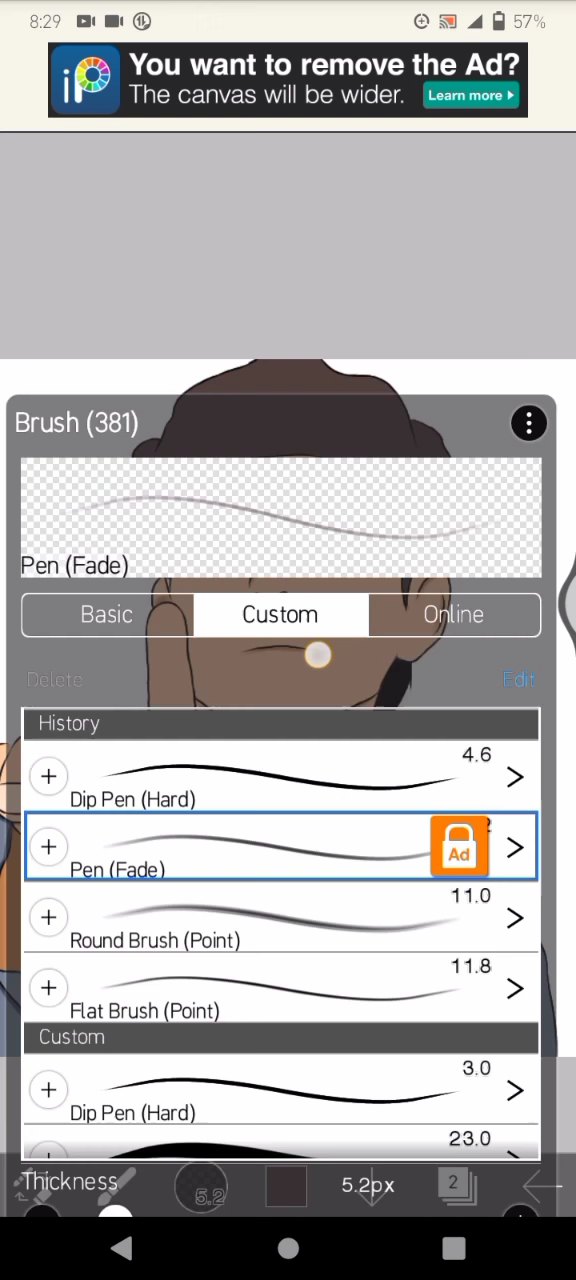 8:29
57%
You want to remove the Ad?
The canvas will be wider.
Learn more
iP
Brush (381)
Pen (Fade)
Basic
Custom
Online
Delete
Edit
History
4.6
Dip Pen (Hard)
Ad
Pen (Fade)
11.0
Round Brush (Point)
11.8
Flat Brush (Point)
Custom
3.0
Dip Pen (Hard)
23.0
Thickness
5.2
5.2px
2